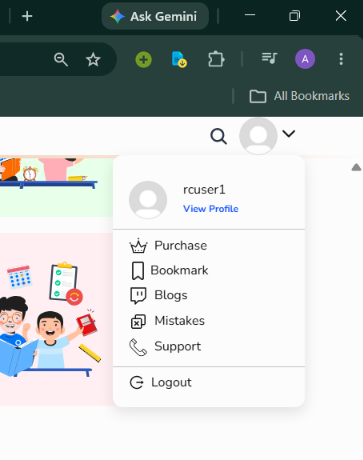 Ask Gemini
A
All Bookmarks
rcuser1
View Profile
Purchase
Bookmark
Blogs
Mistakes
Support
Logout